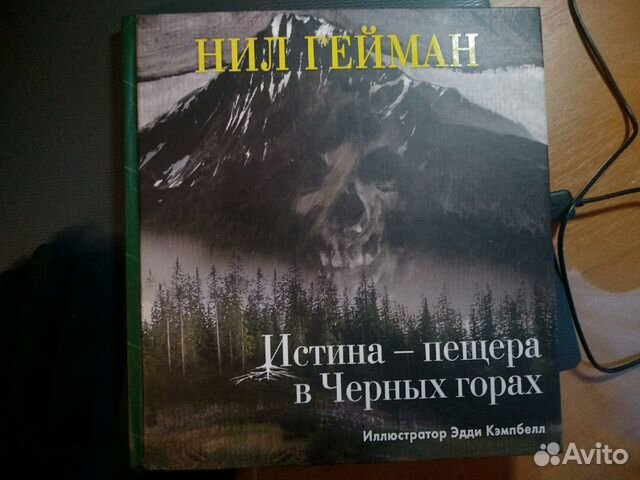 НИЛ ГЕЙМАН
Истина – пещера
в Черных горах
Иллюстратор Эдди Кэмпбелл
Avito